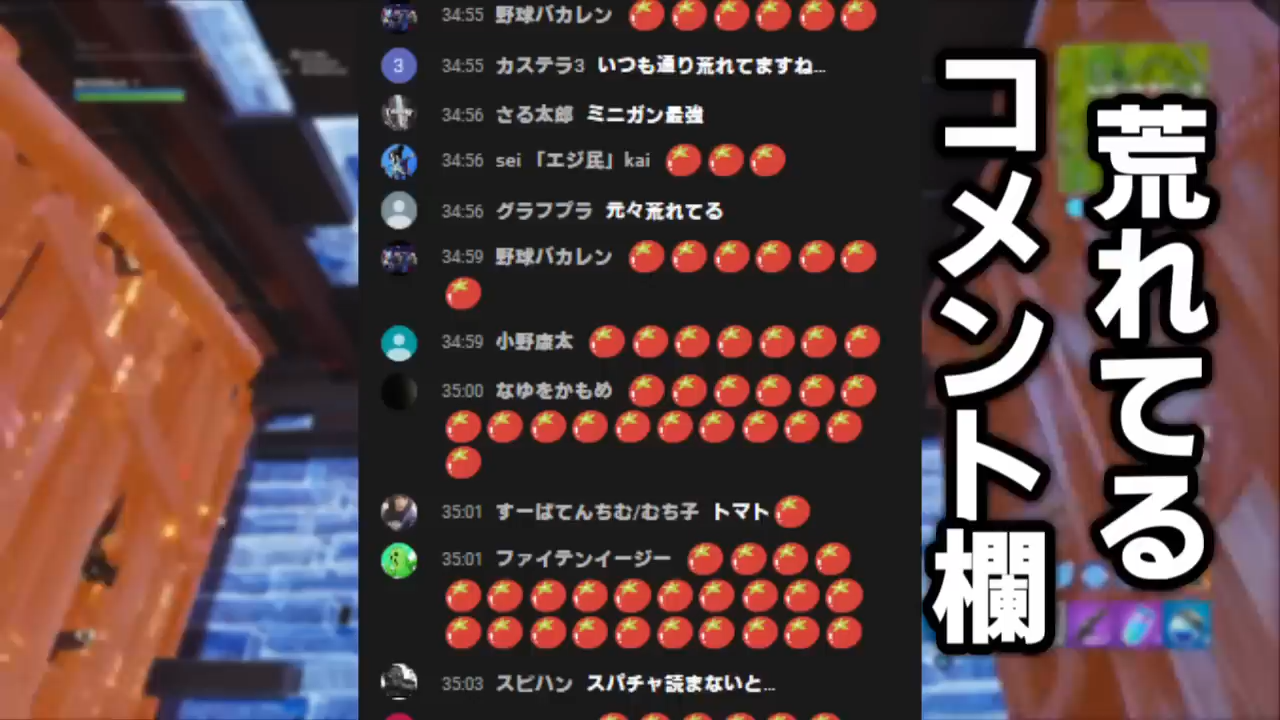 34:55 野球バカレン 🍅🍅🍅🍅🍅🍅
3 34:55 カステラ3 いつも通り荒れてますね...
34:56 さる太郎 ミニガン最強
34:56 sei 「エジ民」kai 🍅🍅🍅
34:56 グラフプラ 元々荒れてる
34:59 野球バカレン 🍅🍅🍅🍅🍅🍅
🍅
34:59 小野康太 🍅🍅🍅🍅🍅🍅🍅
35:00 なゆをかもめ 🍅🍅🍅🍅🍅🍅
🍅🍅🍅🍅🍅🍅🍅🍅🍅🍅
🍅
35:01 すーぱてんちむ/むち子 トマト🍅
35:01 ファイテンイージー 🍅🍅🍅🍅
🍅🍅🍅🍅🍅🍅🍅🍅🍅🍅
🍅🍅🍅🍅🍅🍅🍅🍅🍅🍅
35:03 スピハン スパチャ読まないと...
荒れてる
コメント欄